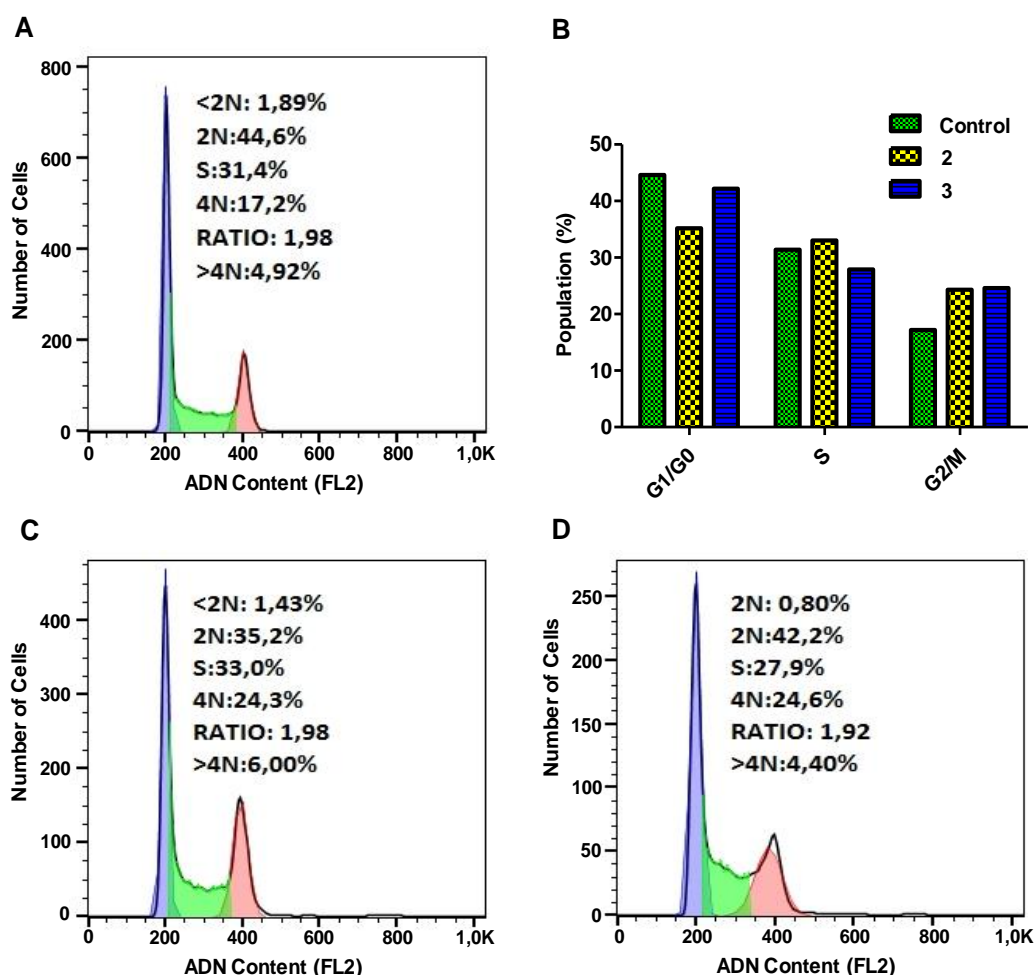 A
Number of Cells
800
600
400
200
0
<2N: 1,89%
2N:44,6%
S:31,4%
4N:17,2%
RATIO: 1,98
>4N:4,92%
0 200 400 600 800 1,0K
ADN Content (FL2)
B
Control
2
3
Population (%)
50
40
30
20
10
0
G1/G0 S G2/M
C
Number of Cells
400
300
200
100
0
<2N: 1,43%
2N:35,2%
S:33,0%
4N:24,3%
RATIO: 1,98
>4N:6,00%
0 200 400 600 800 1,0K
ADN Content (FL2)
D
Number of Cells
250
200
150
100
50
0
2N: 0,80%
2N:42,2%
S:27,9%
4N:24,6%
RATIO: 1,92
>4N:4,40%
0 200 400 600 800 1,0K
ADN Content (FL2)